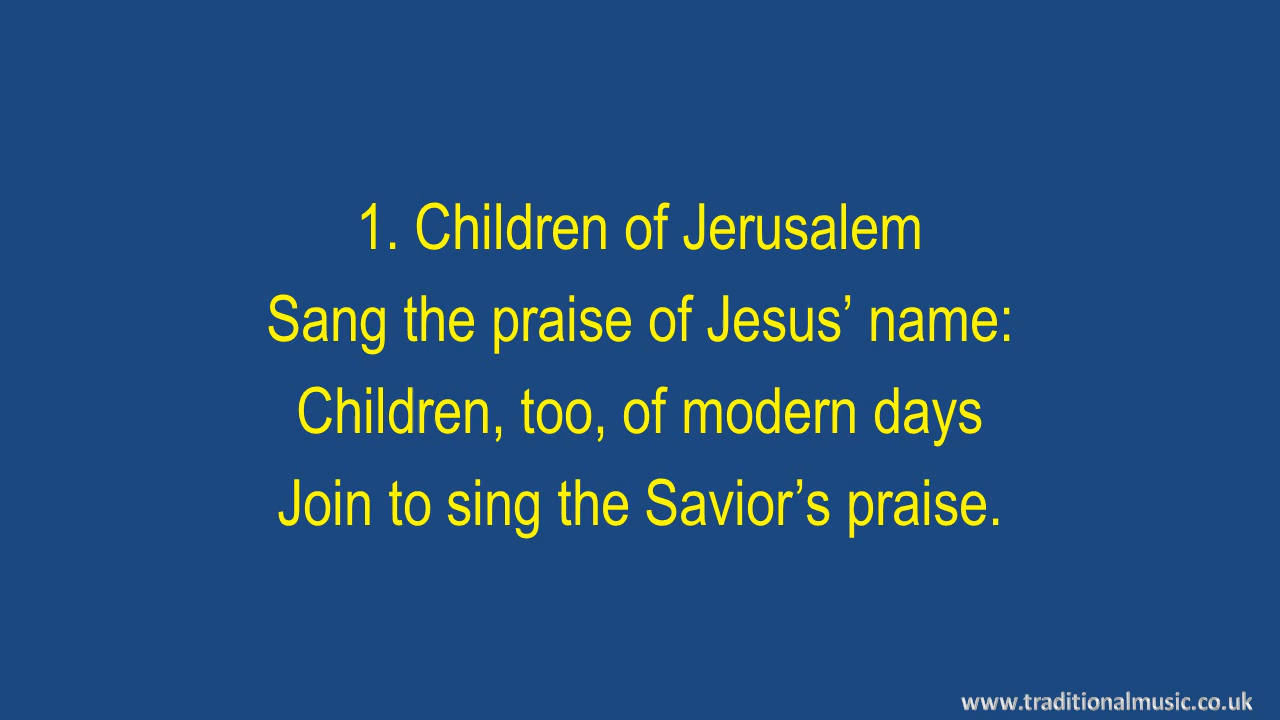 1. Children of Jerusalem
Sang the praise of Jesus’ name:
Children, too, of modern days
Join to sing the Savior’s praise.
www.traditionalmusic.co.uk